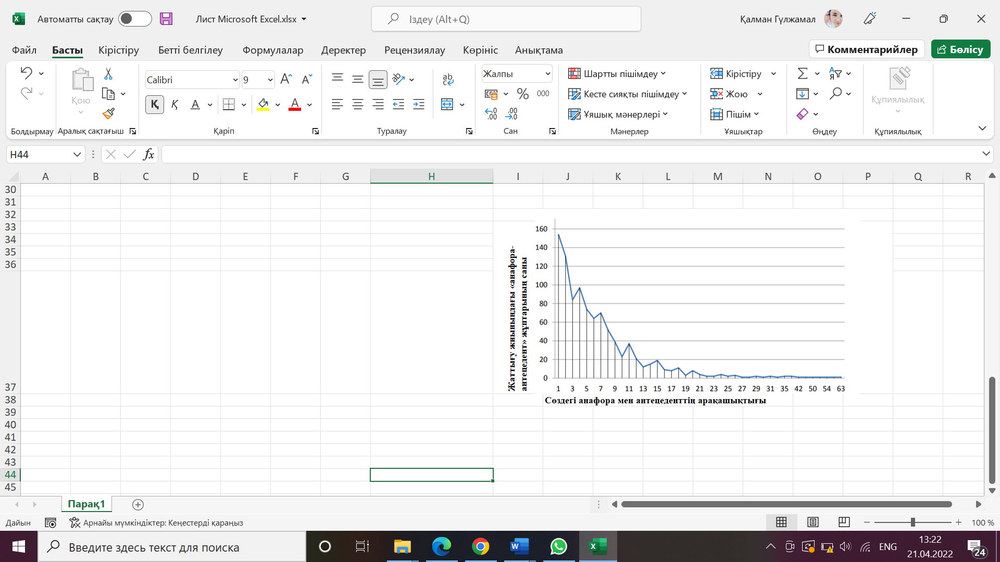 Автоматты сақтау
Лист Microsoft Excel.xlsx
Іздеу (Alt+Q)
Қалман Гүлжамал
Файл Басты Кірістіру Бетті белгілеу Формулалар Деректер Рецензиялау Көрініс Анықтама
Комментарийлер Бөлісу
Қою
Calibri 9
Қ Қ А
ab
Жалпы
000
Шартты пішімдеу
Кесте сияқты пішімдеу
Ұяшық мәнерлері
Кірістіру
Жою
Пішім
Құпиялылық
Болдырмау Аралық сақтағыш Қаріп Туралау Сан Мәнерлер Ұяшықтар Өңдеу Құпиялылық
H44
fx
A B C D E F G H I J K L M N O P Q R
30
31
32
33
34
35
36
37
38
39
40
41
42
43
44
45
Жаттығу жиынындағы «анафора-
антецедент» жұптарының саны
160
140
120
100
80
60
40
20
0
1 3 5 7 9 11 13 15 17 19 21 23 25 27 29 31 35 42 50 54 63
Сөздегі анафора мен антецеденттің арақашықтығы
Парақ1
Дайын
Арнайы мүмкіндіктер: Кеңестерді қараңыз
100 %
Введите здесь текст для поиска
ENG
13:22
21.04.2022
24